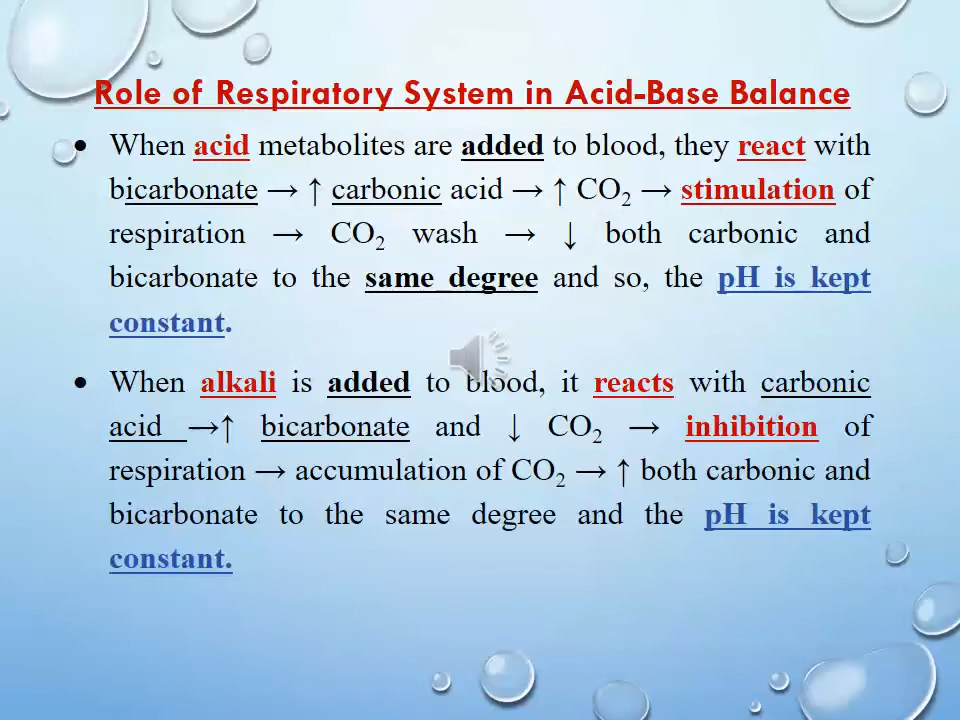 Role of Respiratory System in Acid-Base Balance
• When acid metabolites are added to blood, they react with
bicarbonate → ↑ carbonic acid → ↑ CO₂ → stimulation of
respiration → CO₂ wash → ↓ both carbonic and
bicarbonate to the same degree and so, the pH is kept
constant.
• When alkali is added to blood, it reacts with carbonic
acid →↑ bicarbonate and ↓ CO₂ → inhibition of
respiration → accumulation of CO₂ → ↑ both carbonic and
bicarbonate to the same degree and the pH is kept
constant.